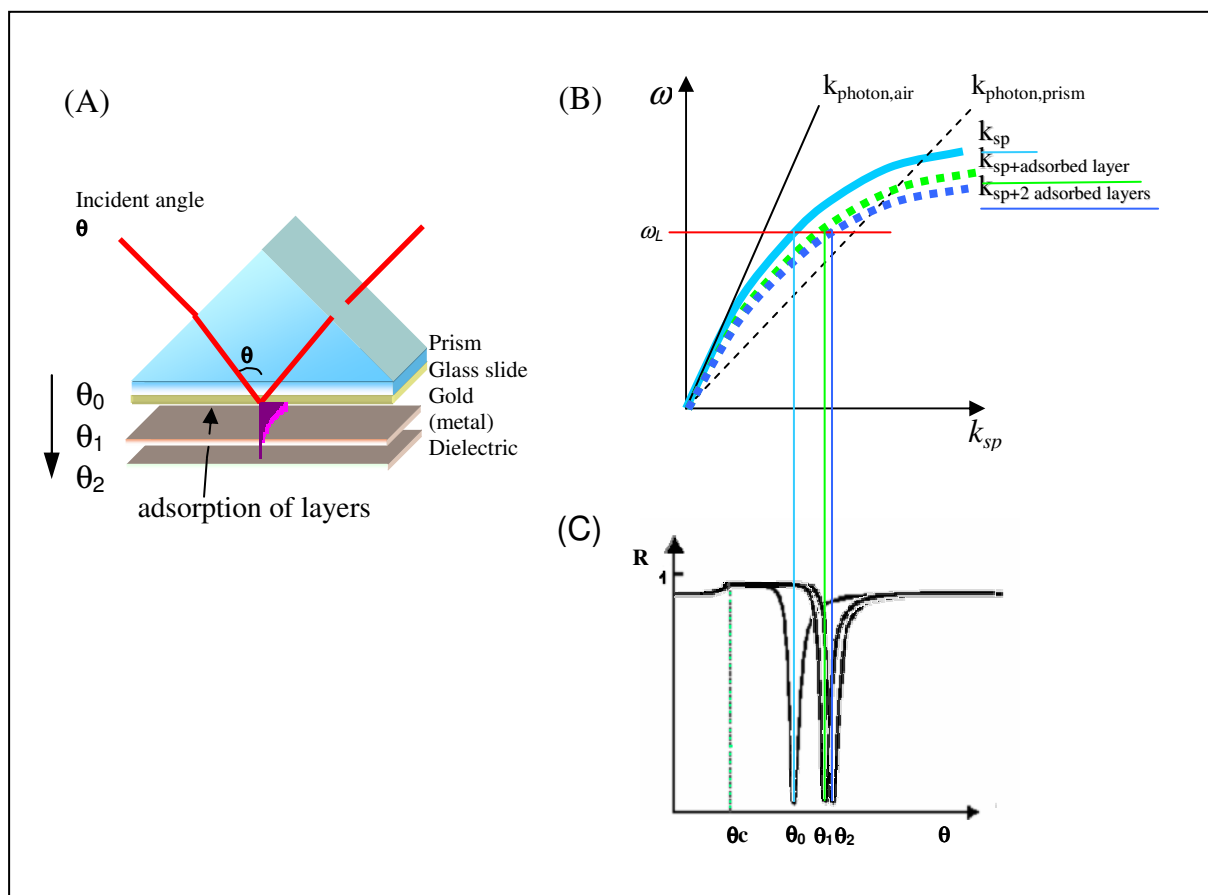 (A)
Incident angle
θ
θ
Prism
Glass slide
Gold
(metal)
Dielectric
θ0
θ1
θ2
adsorption of layers
(B)
ω
kphoton,air
kphoton,prism
ksp
ksp+adsorbed layer
ksp+2 adsorbed layers
ωL
ksp
(C)
R
1
θc
θ0
θ1
θ2
θ